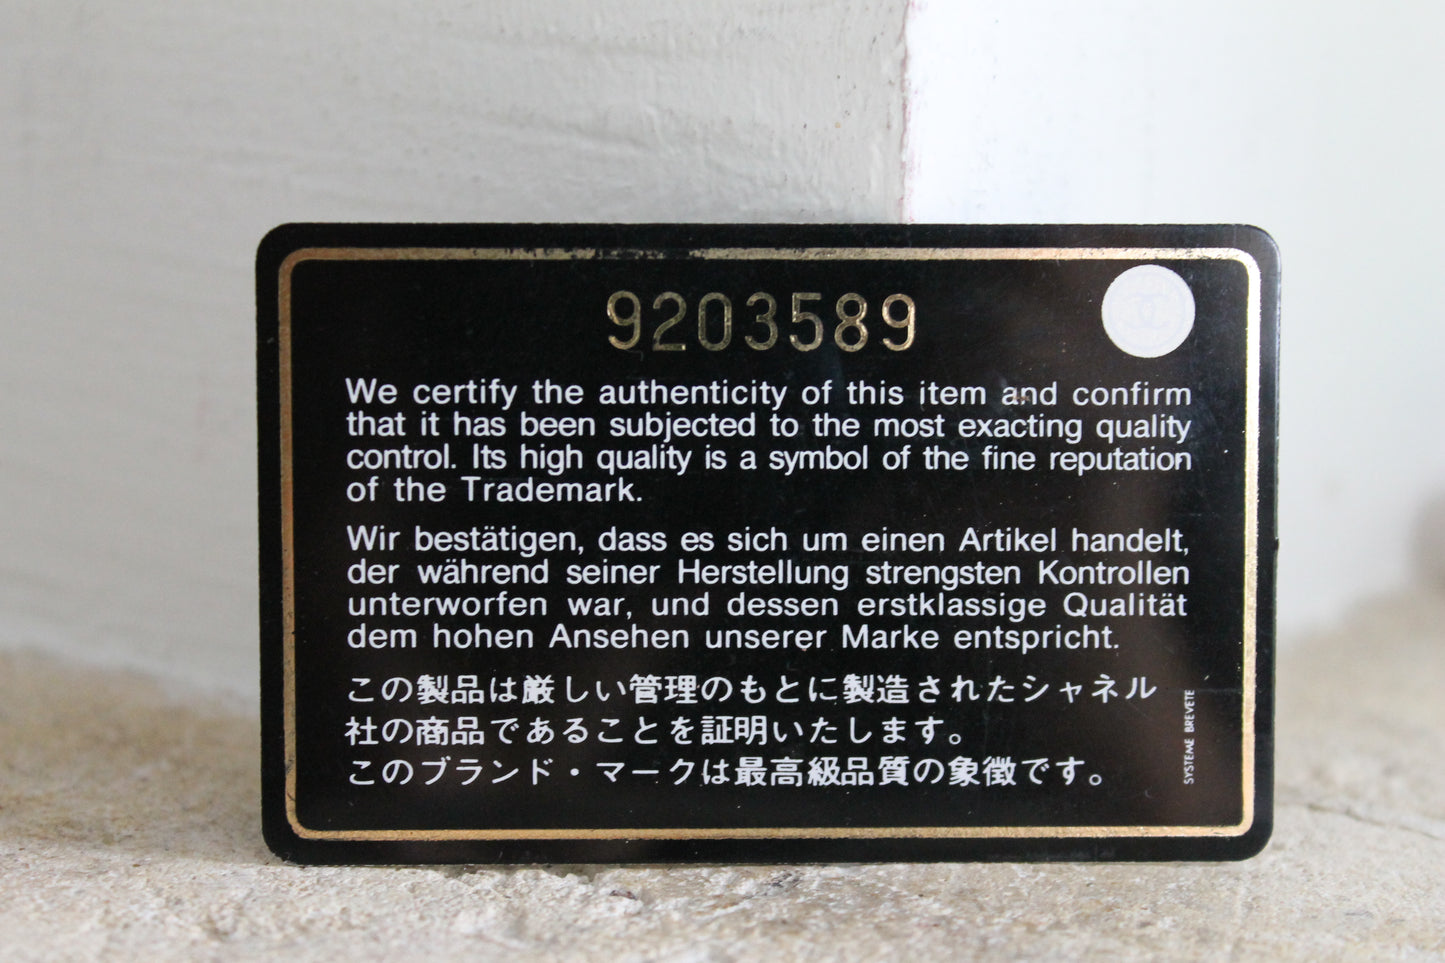 9203589
We certify the authenticity of this item and confirm
that it has been subjected to the most exacting quality
control. Its high quality is a symbol of the fine reputation
of the Trademark.
Wir bestätigen, dass es sich um einen Artikel handelt,
der während seiner Herstellung strengsten Kontrollen
unterworfen war, und dessen erstklassige Qualität
dem hohen Ansehen unserer Marke entspricht.
この製品は厳しい管理のもとに製造されたシャネル
社の商品であることを証明いたします。
このブランド・マークは最高級品質の象徴です。
SYSTEME BREVETE